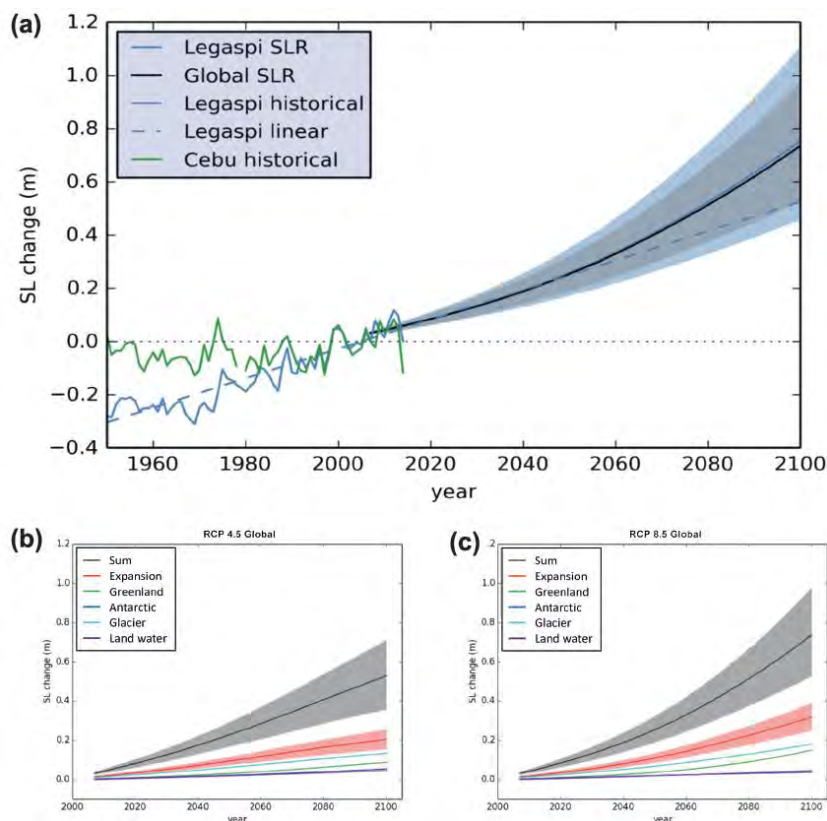 (a)
1.2
1.0
0.8
0.6
0.4
0.2
0.0
−0.2
−0.4
SL change (m)
Legaspi SLR
Global SLR
Legaspi historical
Legaspi linear
Cebu historical
1960 1980 2000 2020 2040 2060 2080 2100
year
(b)
RCP 4.5 Global
1.2
1.0
0.8
0.6
0.4
0.2
0.0
SL change (m)
Sum
Expansion
Greenland
Antarctic
Glacier
Land water
2000 2020 2040 2060 2080 2100
year
(c)
RCP 8.5 Global
.2
1.0
0.8
0.6
0.4
0.2
0.0
SL change (m)
Sum
Expansion
Greenland
Antarctic
Glacier
Land water
2000 2020 2040 2060 2080 2100
year